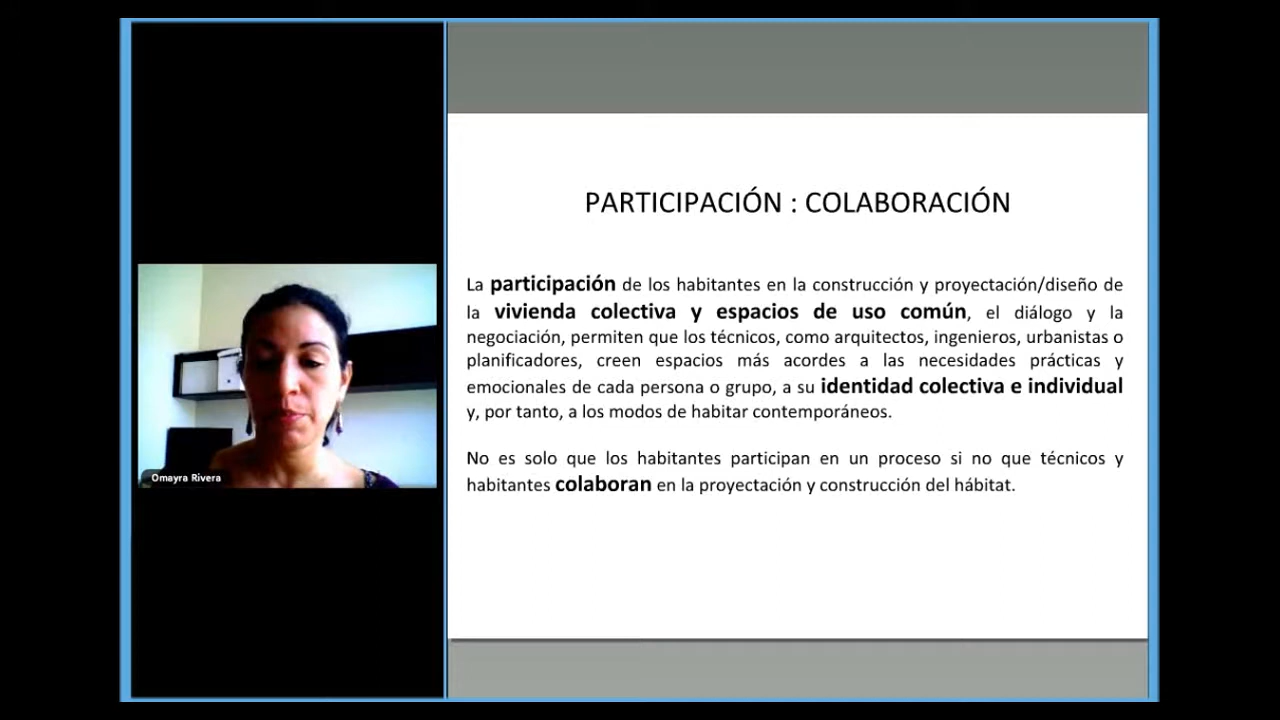 PARTICIPACIÓN : COLABORACIÓN
La participación de los habitantes en la construcción y proyectación/diseño de
la vivienda colectiva y espacios de uso común, el diálogo y la
negociación, permiten que los técnicos, como arquitectos, ingenieros, urbanistas o
planificadores, creen espacios más acordes a las necesidades prácticas y
emocionales de cada persona o grupo, a su identidad colectiva e individual
y, por tanto, a los modos de habitar contemporáneos.
No es solo que los habitantes participan en un proceso si no que técnicos y
habitantes colaboran en la proyectación y construcción del hábitat.
Omayra Rivera